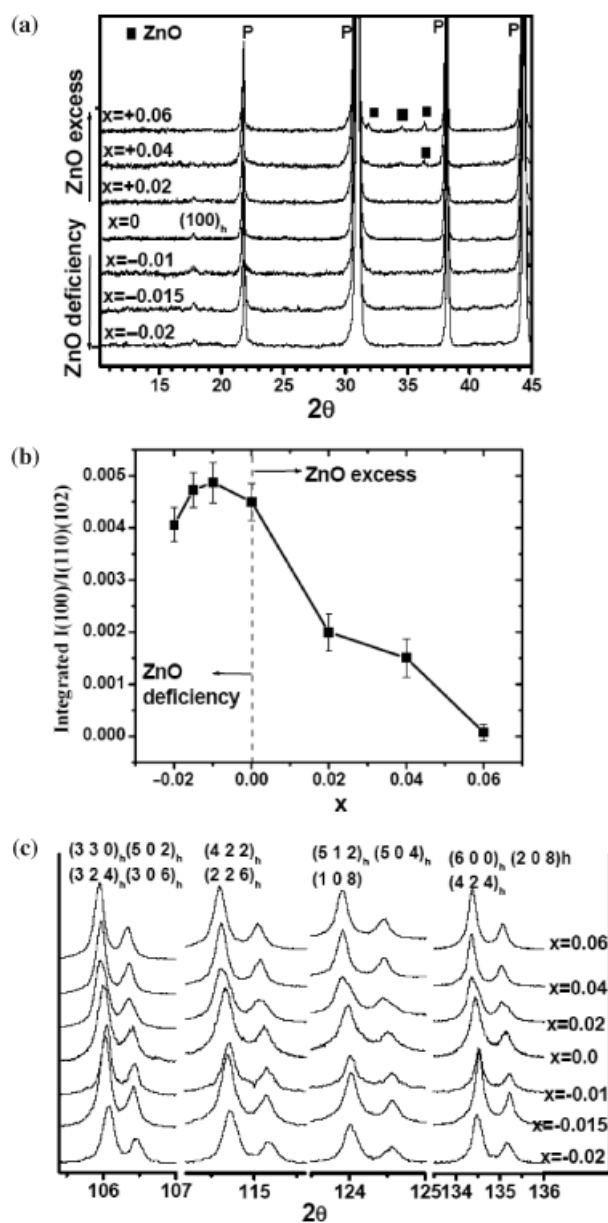 (a)
■ ZnO
P P P P
x=+0.06
x=+0.04
x=+0.02
x=0 (100)h
x=−0.01
x=−0.015
x=−0.02
ZnO excess
ZnO deficiency
15 20 25 30 35 40 45
2θ
(b)
0.005
0.004
0.003
0.002
0.001
0.000
ZnO excess
ZnO
deficiency
Integrated I(100)/I(110)(102)
−0.02 0.00 0.02 0.04 0.06
x
(c)
(3 3 0)h (5 0 2)h
(3 2 4)h (3 0 6)h
(4 2 2)h
(2 2 6)h
(5 1 2)h (5 0 4)h
(1 0 8)
(6 0 0)h (2 0 8)h
(4 2 4)h
x=0.06
x=0.04
x=0.02
x=0.0
x=-0.01
x=-0.015
x=-0.02
106 107 115 124 125 134 135 136
2θ